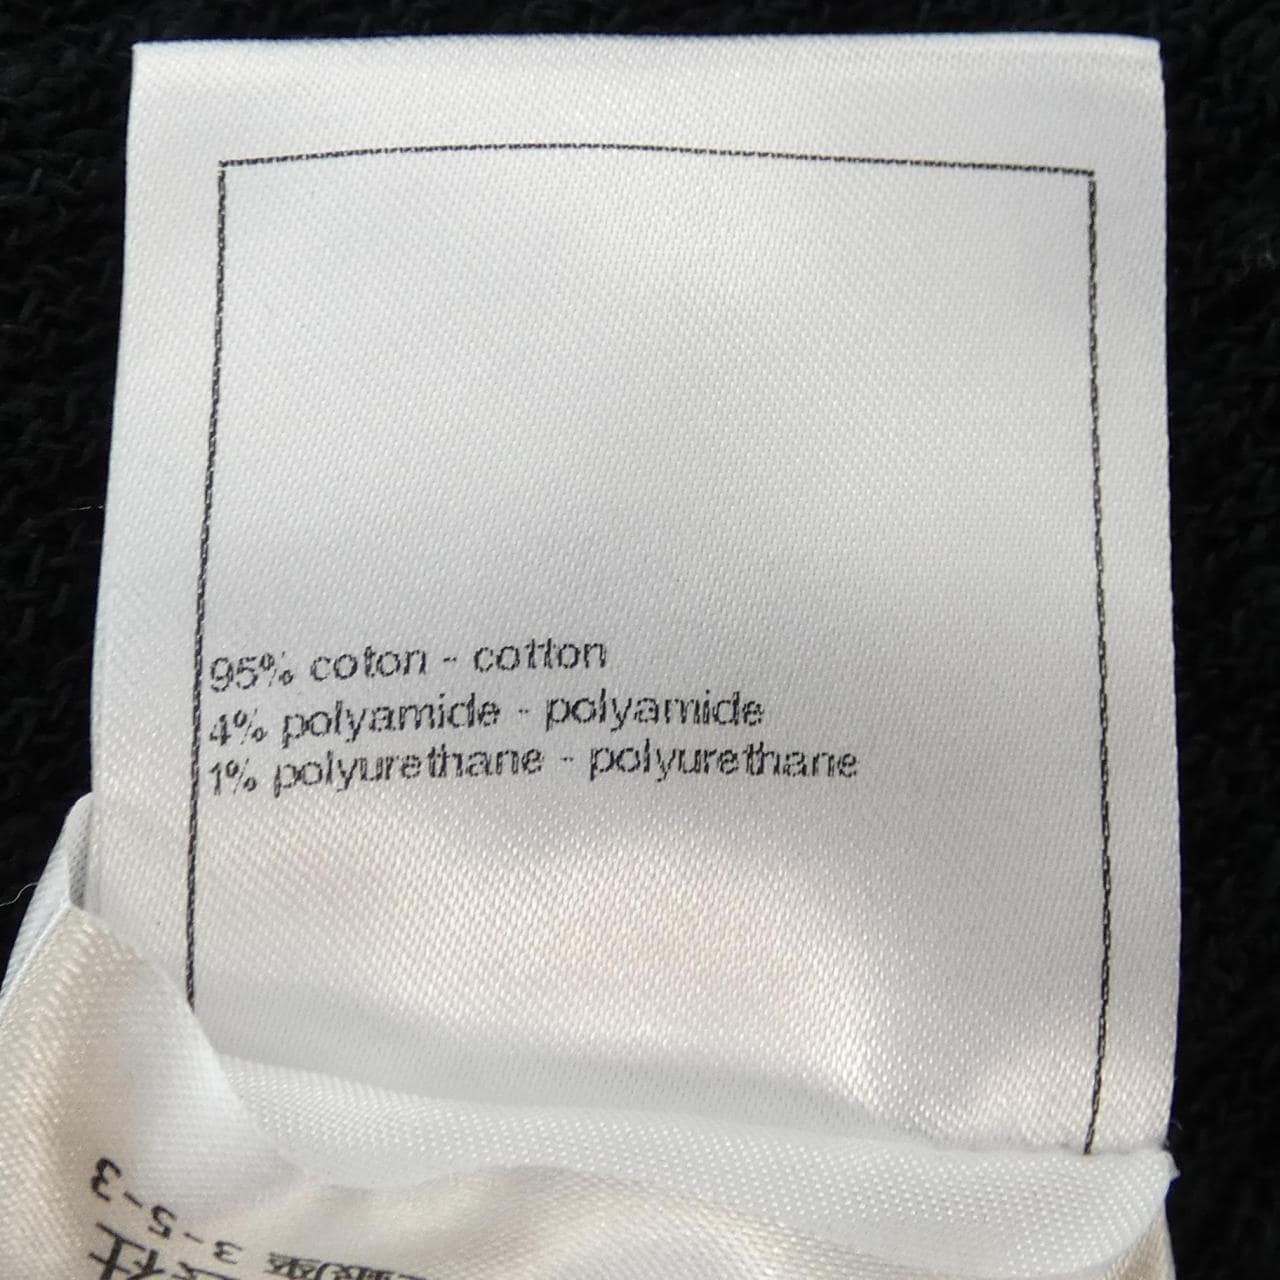 95% coton - cotton
4% polyamide - polyamide
1% polyurethane - polyurethane
3-5-3